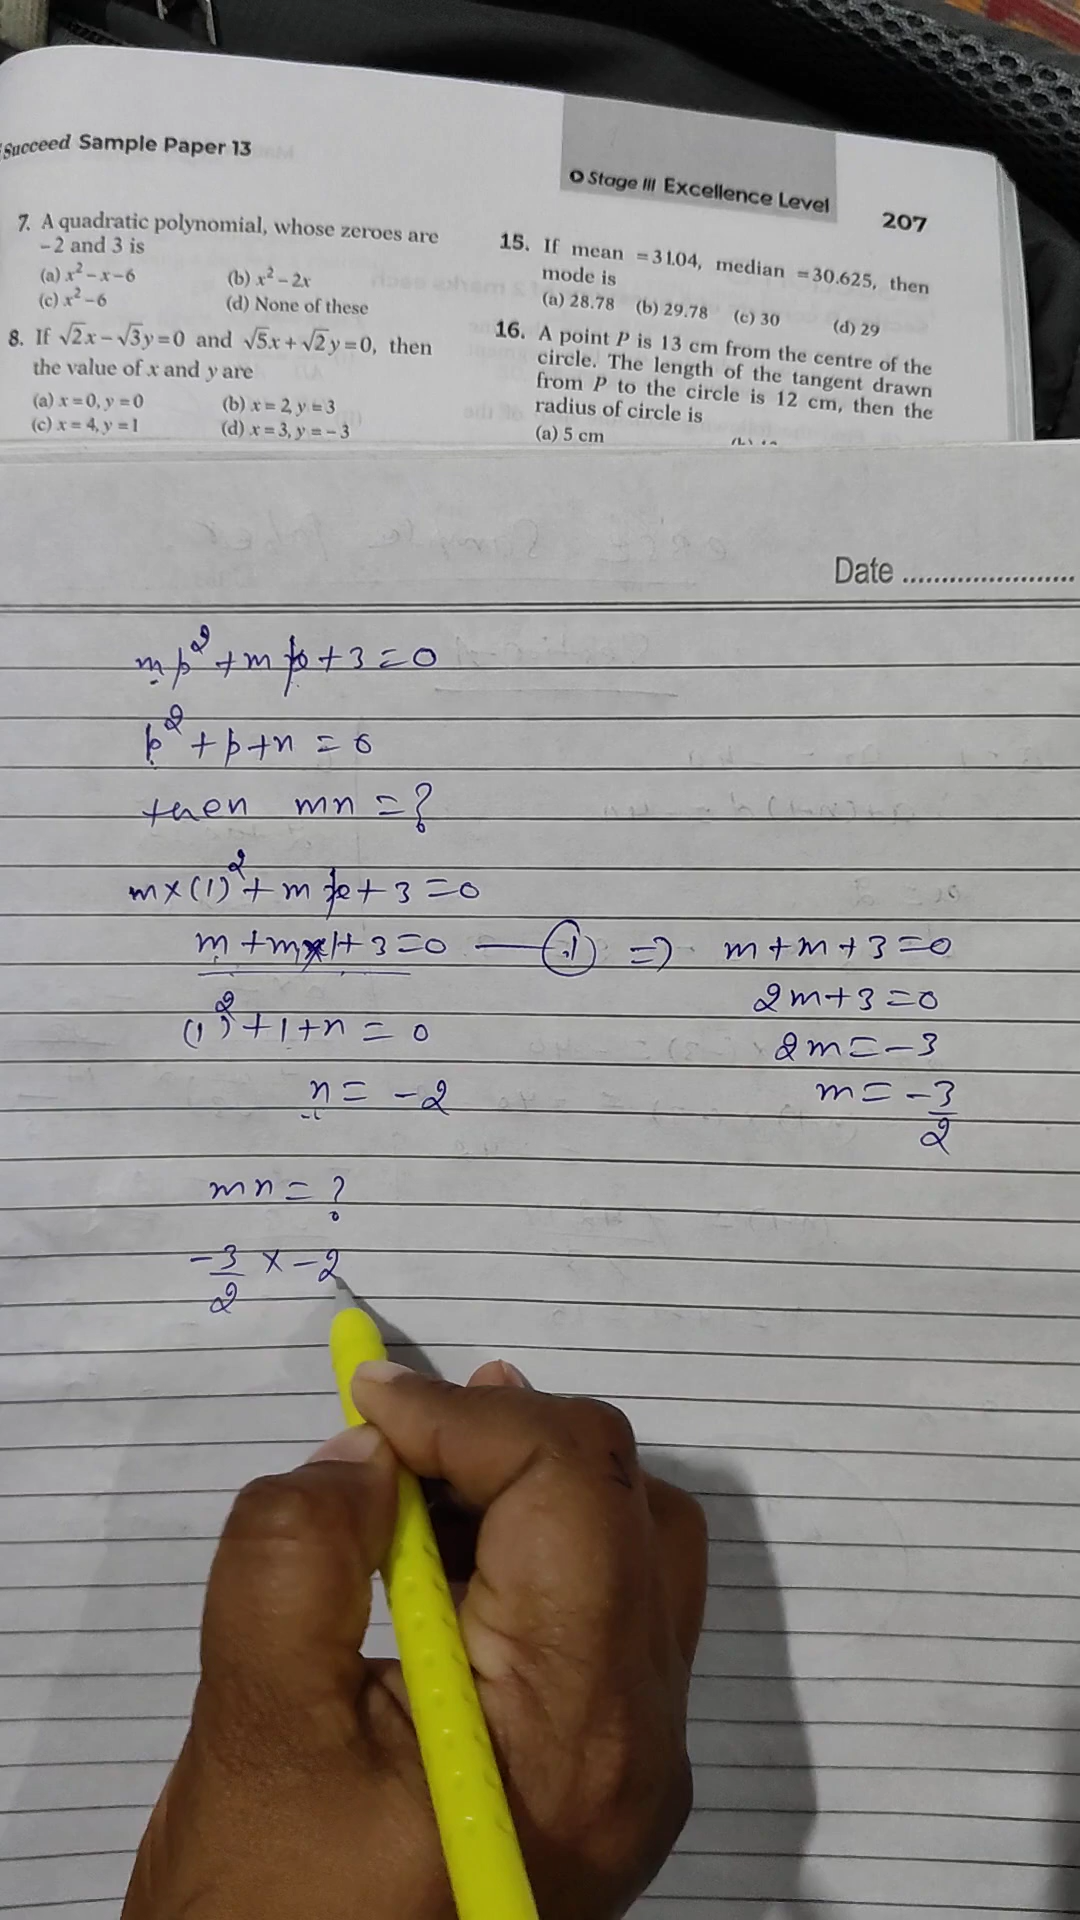 Succeed Sample Paper 13
Stage III Excellence Level
207
7. A quadratic polynomial, whose zeroes are
-2 and 3 is
(a) x² - x - 6 (b) x² - 2x
(c) x² - 6 (d) None of these
8. If √2x - √3y = 0 and √5x + √2y = 0, then
the value of x and y are
(a) x = 0, y = 0 (b) x = 2, y = 3
(c) x = 4, y = 1 (d) x = 3, y = -3
15. If mean = 31.04, median = 30.625, then
mode is
(a) 28.78 (b) 29.78 (c) 30 (d) 29
16. A point P is 13 cm from the centre of the
circle. The length of the tangent drawn
from P to the circle is 12 cm, then the
radius of circle is
(a) 5 cm
Date
mp² + mp + 3 = 0
p² + p + n = 0
then mn = ?
m×(1)² + mp + 3 = 0
m + m×1 + 3 = 0 — (1) ⇒ m + m + 3 = 0
2m + 3 = 0
(1)² + 1 + n = 0
2m = -3
n = -2
m = -3/2
mn = ?
-3/2 × -2